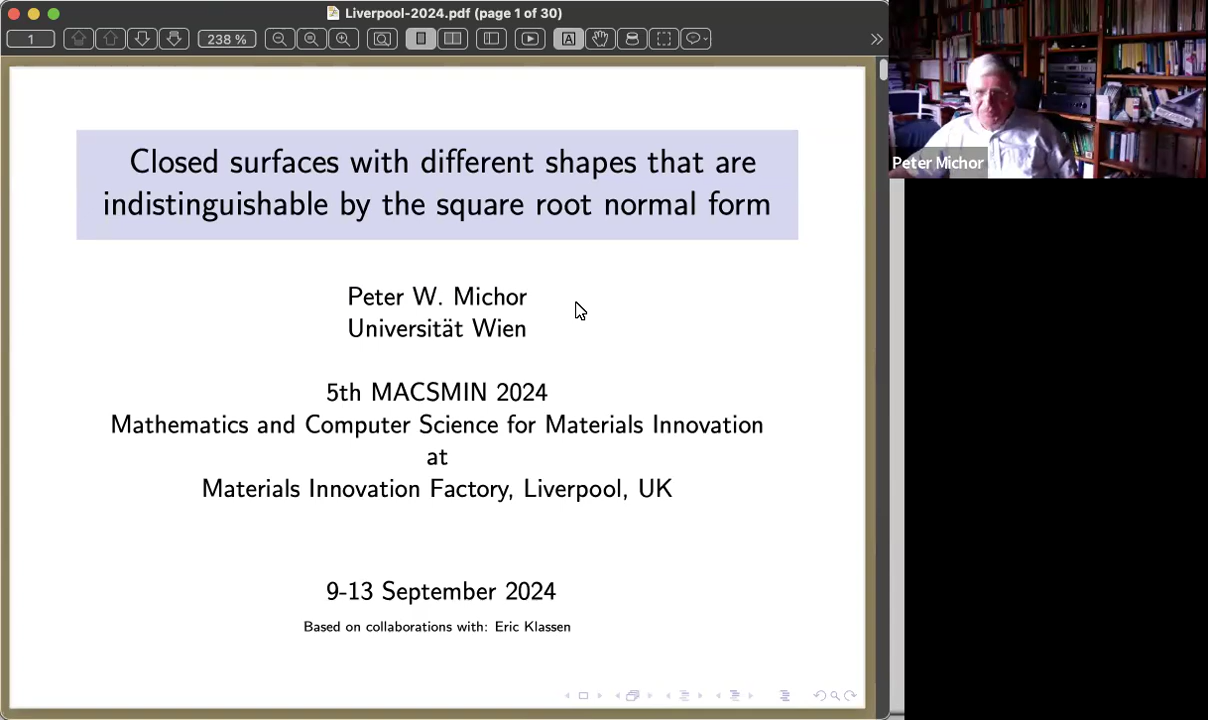 Liverpool-2024.pdf (page 1 of 30)
1
238 %
A
Closed surfaces with different shapes that are
indistinguishable by the square root normal form
Peter W. Michor
Universität Wien
5th MACSMIN 2024
Mathematics and Computer Science for Materials Innovation
at
Materials Innovation Factory, Liverpool, UK
9-13 September 2024
Based on collaborations with: Eric Klassen
Peter Michor